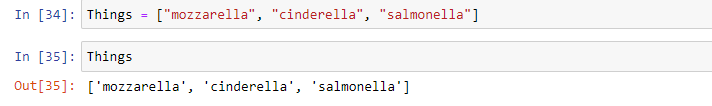 In [34]: Things = ["mozzarella", "cinderella", "salmonella"]
In [35]: Things
Out[35]: ['mozzarella', 'cinderella', 'salmonella']